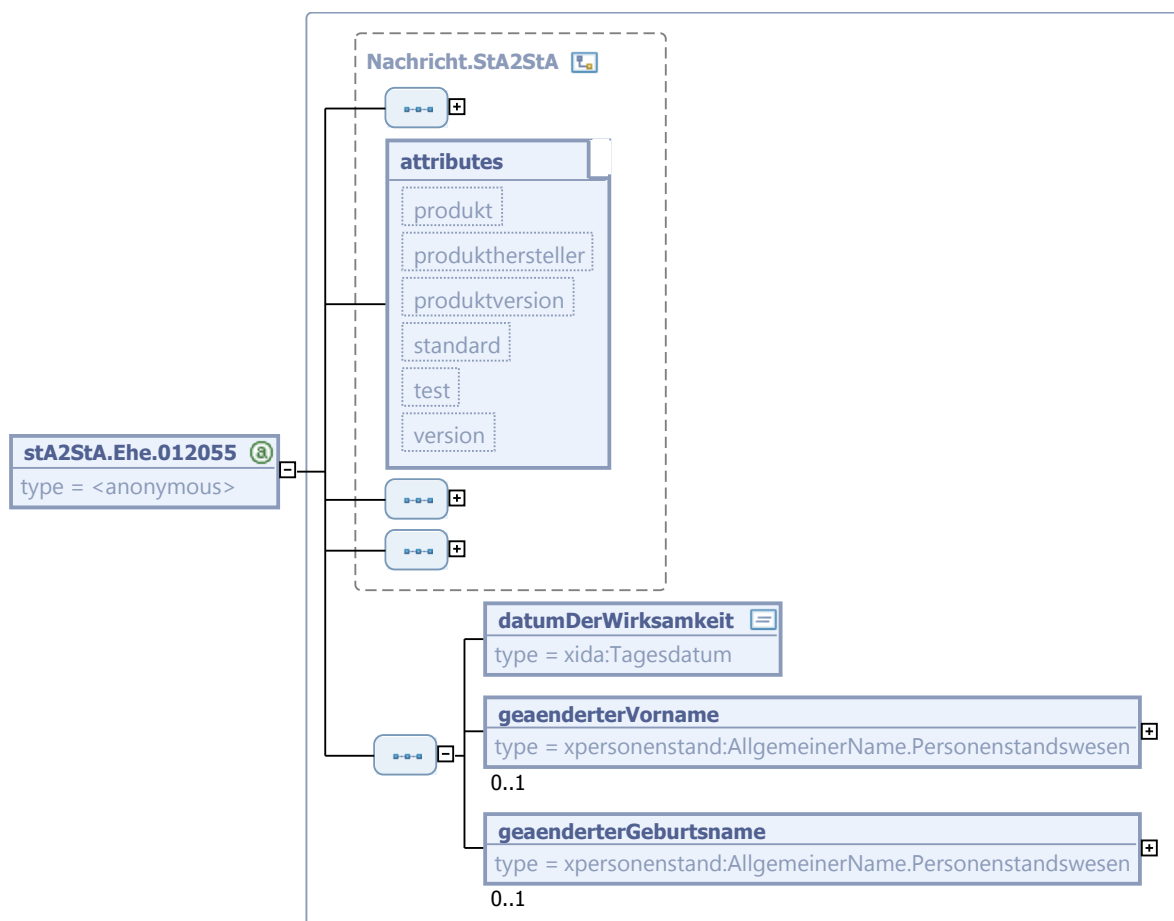 Nachricht.StA2StA
attributes
produkt
produkthersteller
produktversion
standard
test
version
stA2StA.Ehe.012055 a
type = <anonymous>
datumDerWirksamkeit
type = xida:Tagesdatum
geaenderterVorname
type = xpersonenstand:AllgemeinerName.Personenstandswesen
0..1
geaenderterGeburtsname
type = xpersonenstand:AllgemeinerName.Personenstandswesen
0..1